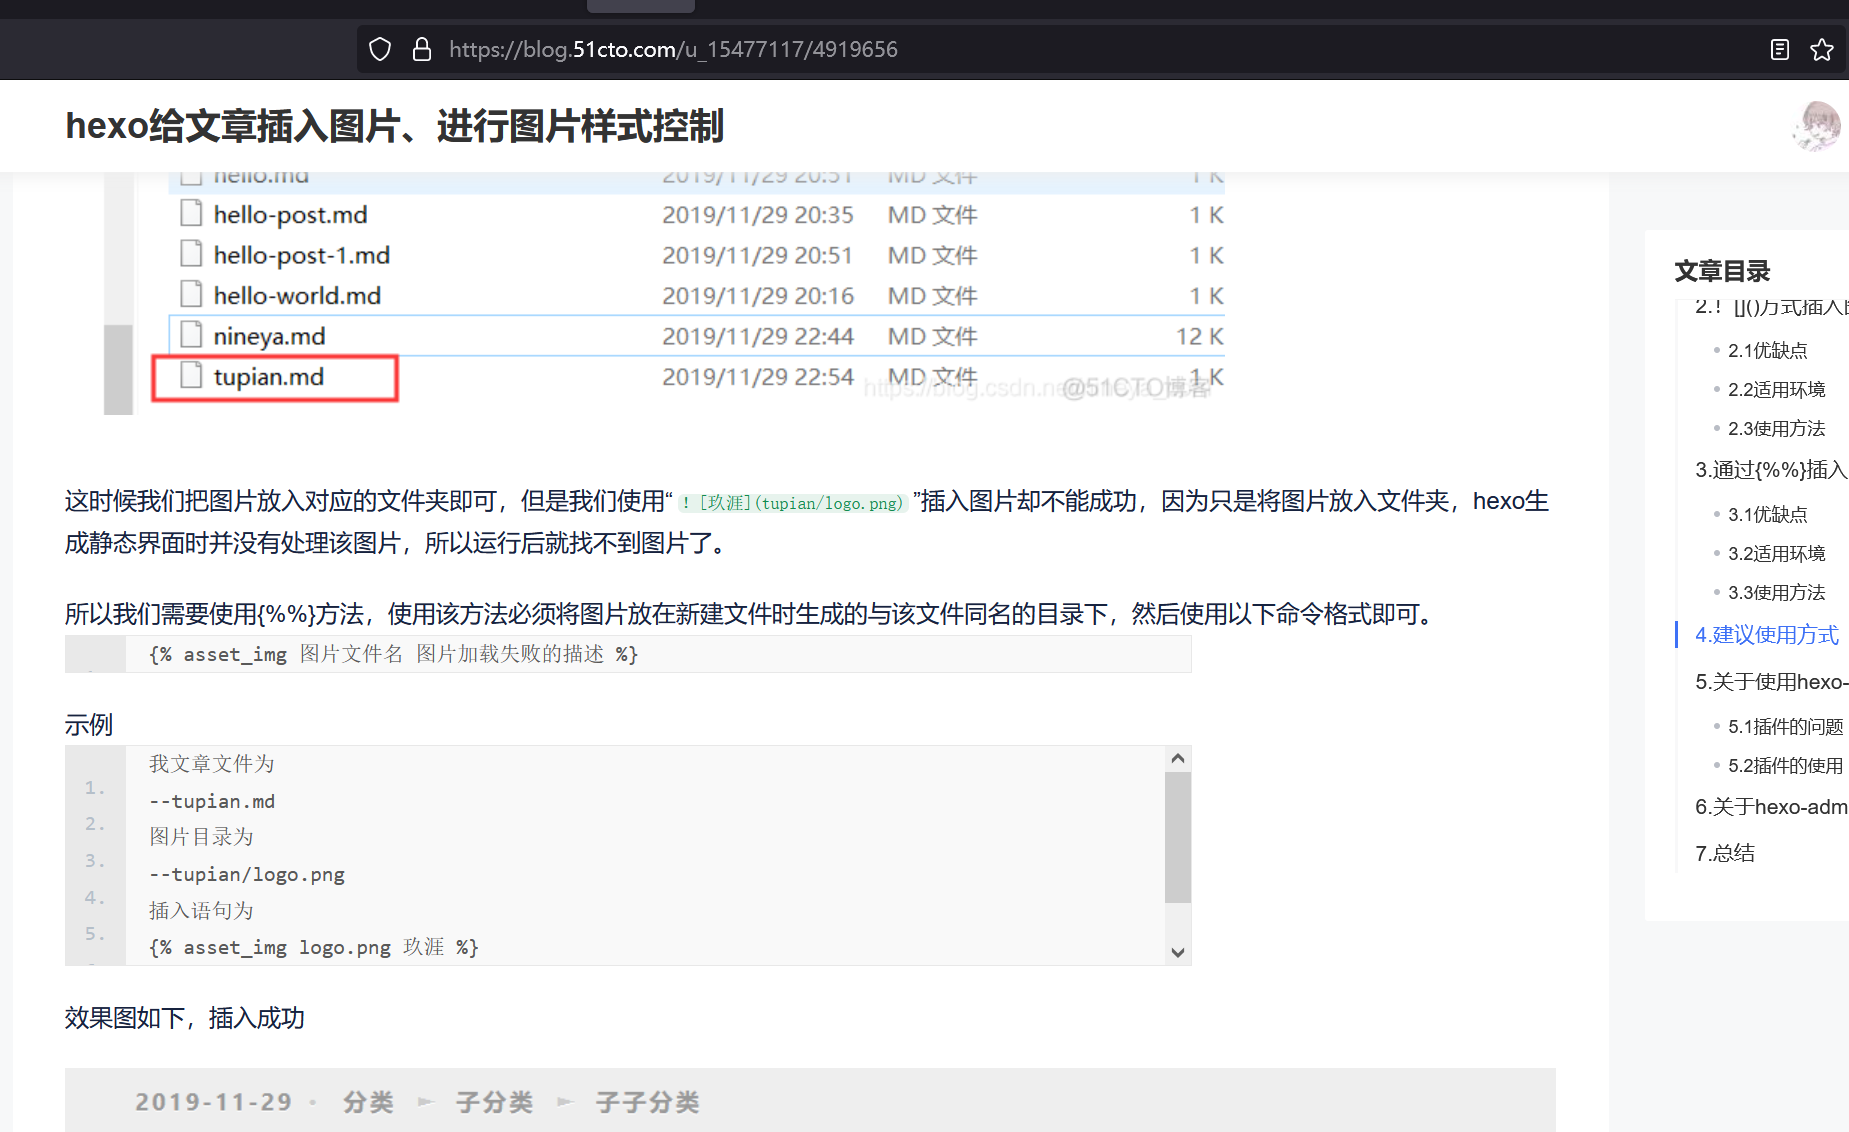 https://blog.51cto.com/u_15477117/4919656
hexo给文章插入图片、进行图片样式控制
hello.md 2019/11/29 20:51 MD 文件 1 K
hello-post.md 2019/11/29 20:35 MD 文件 1 K
hello-post-1.md 2019/11/29 20:51 MD 文件 1 K
hello-world.md 2019/11/29 20:16 MD 文件 1 K
nineya.md 2019/11/29 22:44 MD 文件 12 K
tupian.md 2019/11/29 22:54 MD 文件 1 K
https://blog.csdn.ne
@51CTO博客
这时候我们把图片放入对应的文件夹即可，但是我们使用“ ![玖涯](tupian/logo.png) ”插入图片却不能成功，因为只是将图片放入文件夹，hexo生
成静态界面时并没有处理该图片，所以运行后就找不到图片了。
所以我们需要使用{%%}方法，使用该方法必须将图片放在新建文件时生成的与该文件同名的目录下，然后使用以下命令格式即可。
{% asset_img 图片文件名 图片加载失败的描述 %}
示例
我文章文件为
1.
--tupian.md
2.
图片目录为
3.
--tupian/logo.png
4.
插入语句为
5.
{% asset_img logo.png 玖涯 %}
效果图如下，插入成功
2019-11-29 · 分类 ► 子分类 ► 子子分类
文章目录
2.！[]()方式插入
2.1优缺点
2.2适用环境
2.3使用方法
3.通过{%%}插入
3.1优缺点
3.2适用环境
3.3使用方法
4.建议使用方式
5.关于使用hexo-
5.1插件的问题
5.2插件的使用
6.关于hexo-adm
7.总结